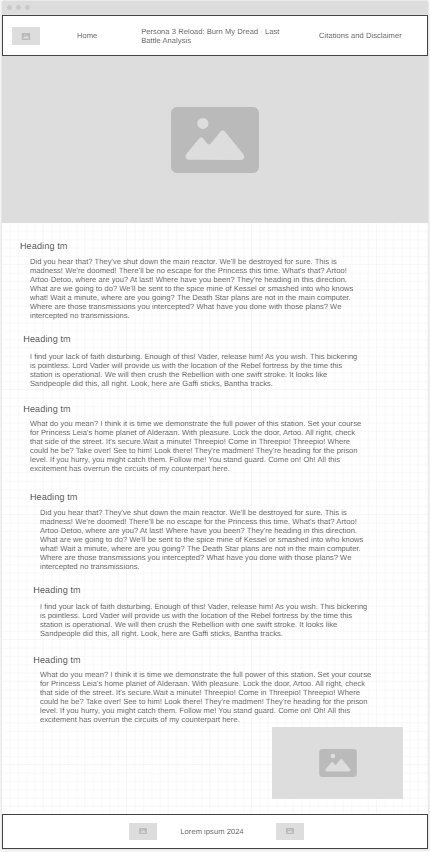 Home
Persona 3 Reload: Burn My Dread · Last
Battle Analysis
Citations and Disclaimer
Heading tm
Did you hear that? They've shut down the main reactor. We'll be destroyed for sure. This is
madness! We're doomed! There'll be no escape for the Princess this time. What's that? Artoo!
Artoo Detoo, where are you? At last! Where have you been? They're heading in this direction.
What are we going to do? We'll be sent to the spice mine of Kessel or smashed into who knows
what! Wait a minute, where are you going? The Death Star plans are not in the main computer.
Where are those transmissions you intercepted? What have you done with those plans? We
intercepted no transmissions.
Heading tm
I find your lack of faith disturbing. Enough of this! Vader, release him! As you wish. This bickering
is pointless. Lord Vader will provide us with the location of the Rebel fortress by the time this
station is operational. We will then crush the Rebellion with one swift stroke. It looks like
Sandpeople did this, all right. Look, here are Gaffi sticks, Bantha tracks.
Heading tm
What do you mean? I think it is time we demonstrate the full power of this station. Set your course
for Princess Leia's home planet of Alderaan. With pleasure. Lock the door, Artoo. All right, check
that side of the street. It's secure.Wait a minute! Threepio! Come in Threepio! Threepio! Where
could he be? Take over! See to him! Look there! They're madmen! They're heading for the prison
level. If you hurry, you might catch them. Follow me! You stand guard. Come on! Oh! All this
excitement has overrun the circuits of my counterpart here.
Heading tm
Did you hear that? They've shut down the main reactor. We'll be destroyed for sure. This is
madness! We're doomed! There'll be no escape for the Princess this time. What's that? Artoo!
Artoo Detoo, where are you? At last! Where have you been? They're heading in this direction.
What are we going to do? We'll be sent to the spice mine of Kessel or smashed into who knows
what! Wait a minute, where are you going? The Death Star plans are not in the main computer.
Where are those transmissions you intercepted? What have you done with those plans? We
intercepted no transmissions.
Heading tm
I find your lack of faith disturbing. Enough of this! Vader, release him! As you wish. This bickering
is pointless. Lord Vader will provide us with the location of the Rebel fortress by the time this
station is operational. We will then crush the Rebellion with one swift stroke. It looks like
Sandpeople did this, all right. Look, here are Gaffi sticks, Bantha tracks.
Heading tm
What do you mean? I think it is time we demonstrate the full power of this station. Set your course
for Princess Leia's home planet of Alderaan. With pleasure. Lock the door, Artoo. All right, check
that side of the street. It's secure.Wait a minute! Threepio! Come in Threepio! Threepio! Where
could he be? Take over! See to him! Look there! They're madmen! They're heading for the prison
level. If you hurry, you might catch them. Follow me! You stand guard. Come on! Oh! All this
excitement has overrun the circuits of my counterpart here.
Lorem ipsum 2024